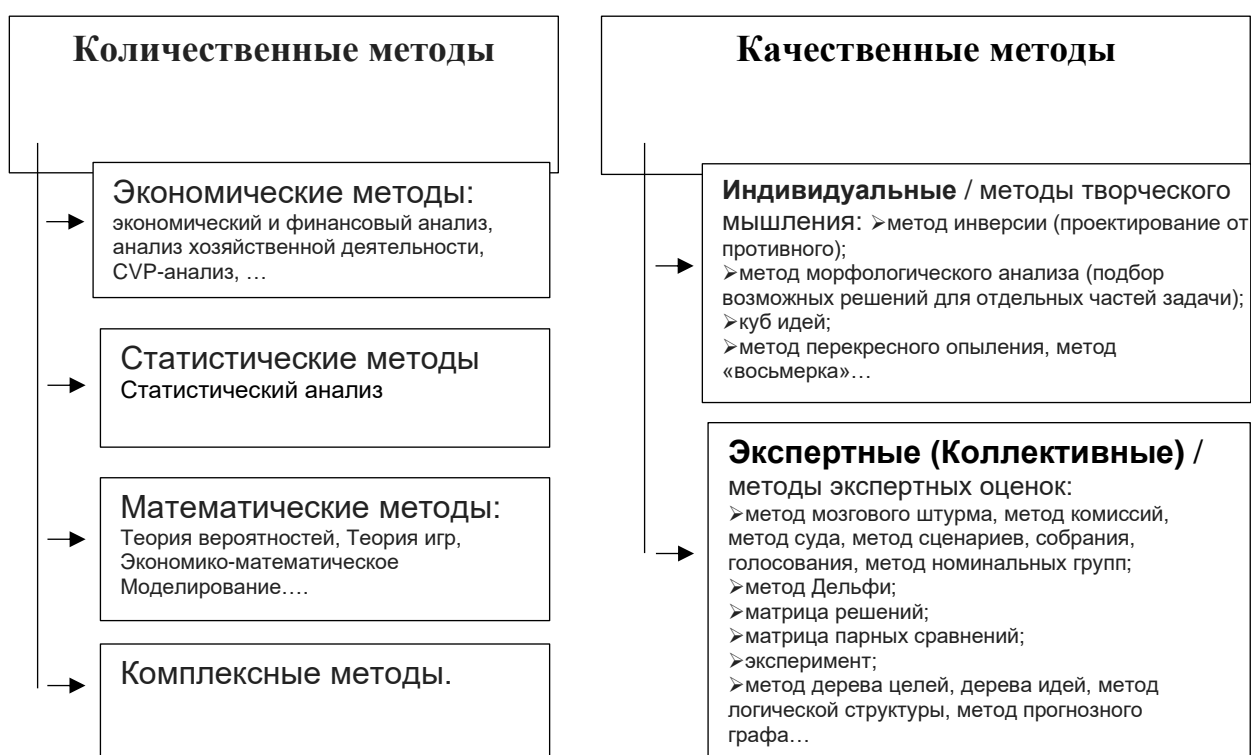 Количественные методы
Экономические методы:
экономический и финансовый анализ,
анализ хозяйственной деятельности,
CVP-анализ, …
Статистические методы
Статистический анализ
Математические методы:
Теория вероятностей, Теория игр,
Экономико-математическое
Моделирование….
Комплексные методы.
Качественные методы
Индивидуальные / методы творческого
мышления: ➢метод инверсии (проектирование от
противного);
➢метод морфологического анализа (подбор
возможных решений для отдельных частей задачи);
➢куб идей;
➢метод перекресного опыления, метод
«восьмерка»…
Экспертные (Коллективные) /
методы экспертных оценок:
➢метод мозгового штурма, метод комиссий,
метод суда, метод сценариев, собрания,
голосования, метод номинальных групп;
➢метод Дельфи;
➢матрица решений;
➢матрица парных сравнений;
➢эксперимент;
➢метод дерева целей, дерева идей, метод
логической структуры, метод прогнозного
графа…